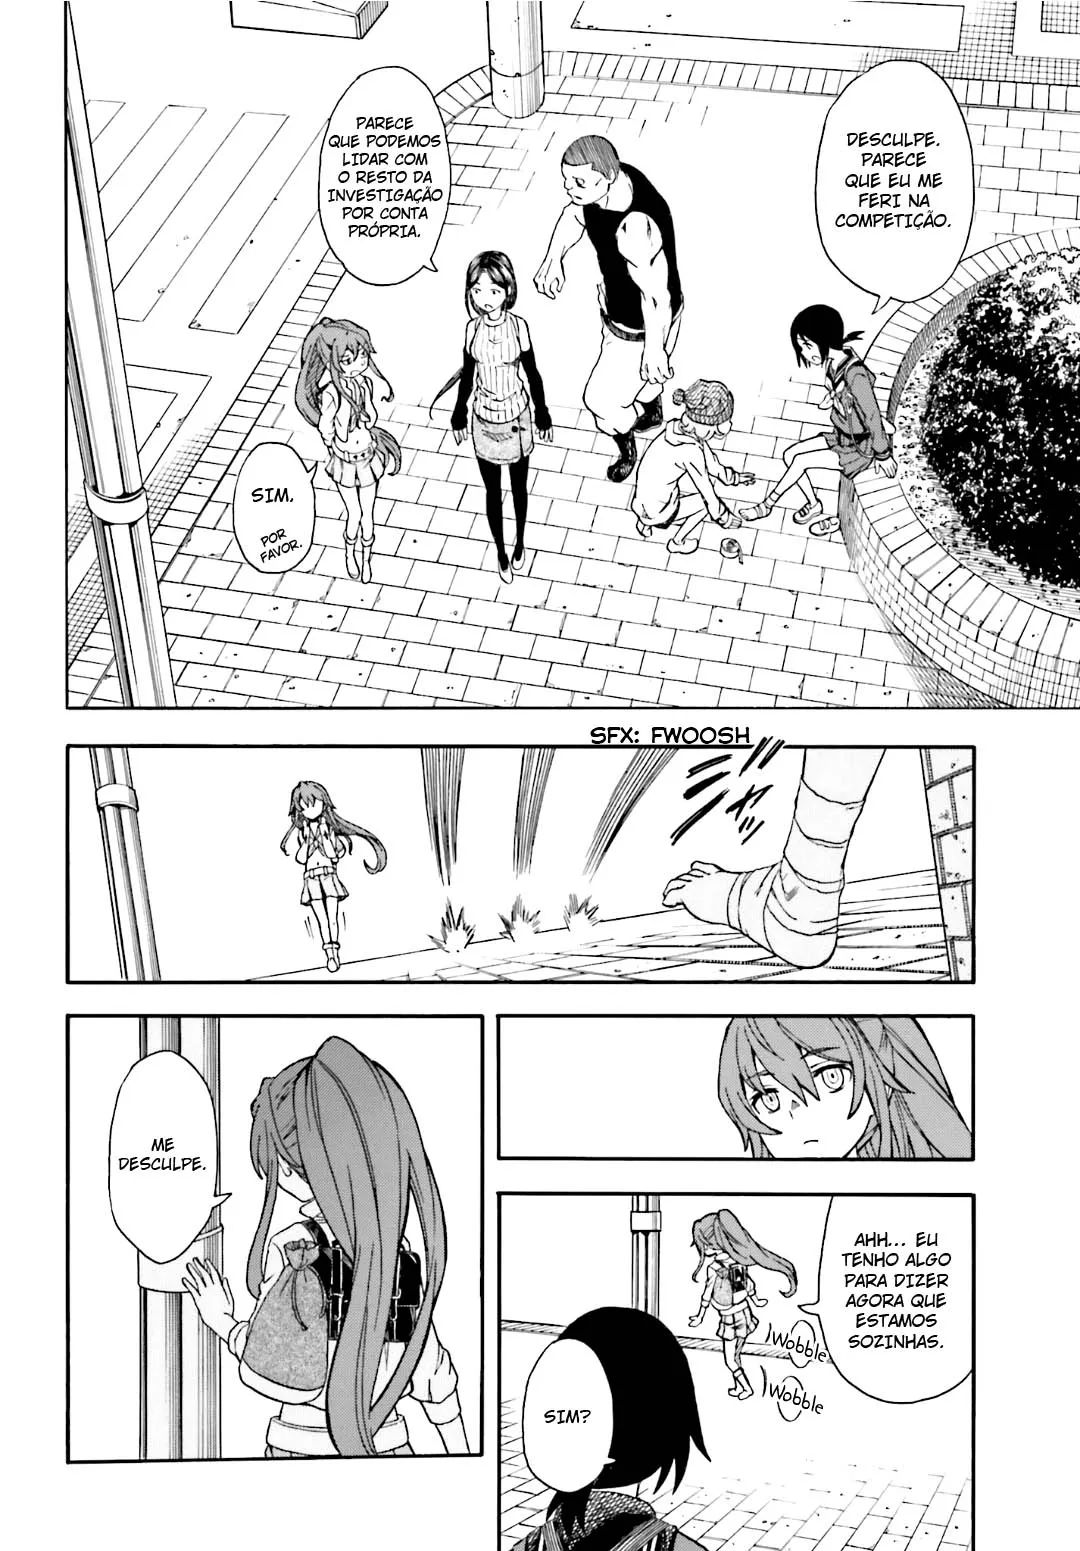 DESCULPE.
PARECE
QUE EU ME
FERI NA
COMPETIÇÃO.
PARECE
QUE PODEMOS
LIDAR COM
O RESTO DA
INVESTIGAÇÃO
POR CONTA
PRÓPRIA.
SIM.
POR
FAVOR.
SFX: FWOOSH
AHH... EU
TENHO ALGO
PARA DIZER
AGORA QUE
ESTAMOS
SOZINHAS.
Wobble
Wobble
SIM?
ME
DESCULPE.